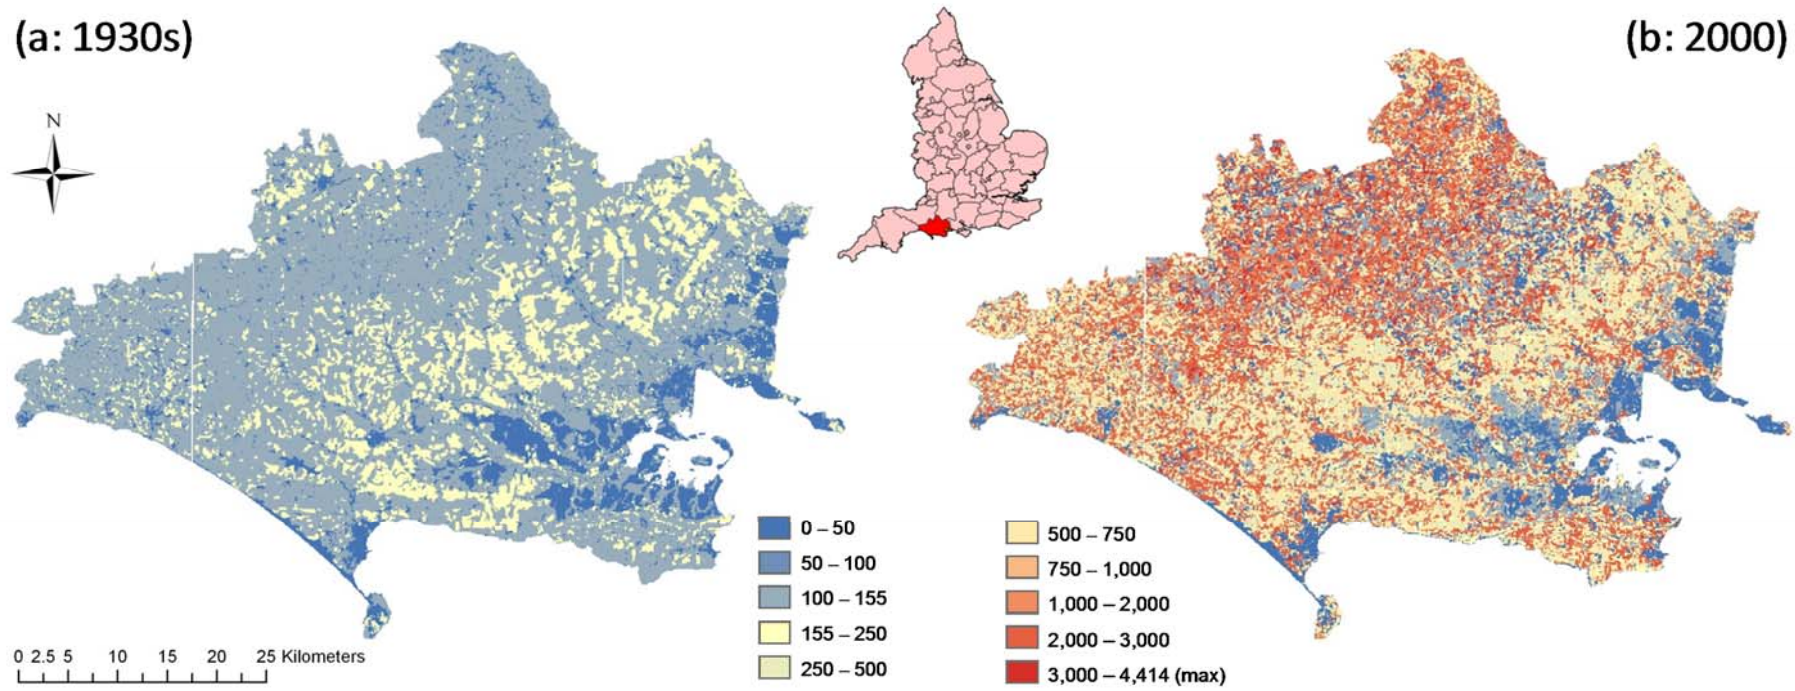 (a: 1930s)
(b: 2000)
N
0 – 50
50 – 100
100 – 155
155 – 250
250 – 500
500 – 750
750 – 1,000
1,000 – 2,000
2,000 – 3,000
3,000 – 4,414 (max)
0 2.5 5 10 15 20 25 Kilometers